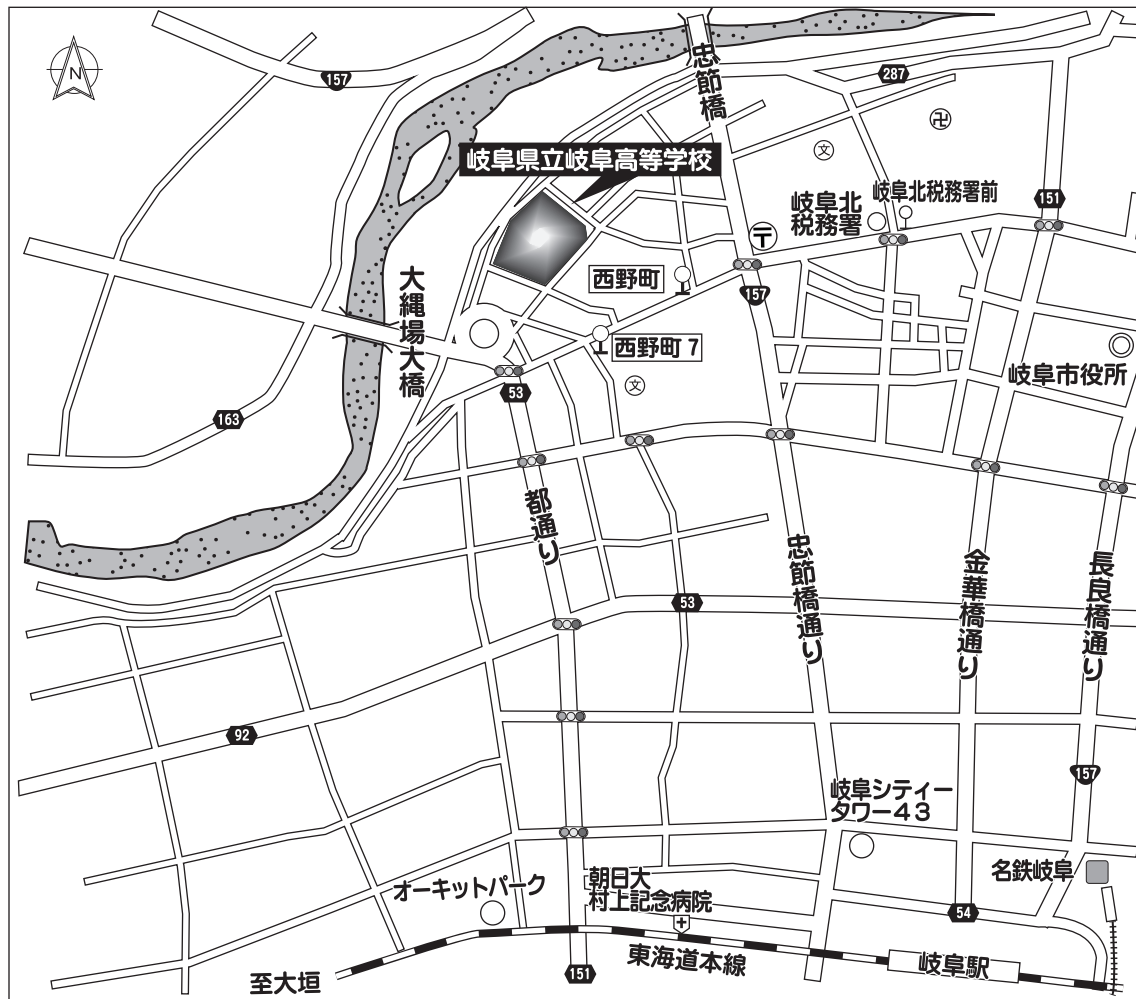 N
157
忠節橋
287
岐阜県立岐阜高等学校
文
卍
岐阜北
税務署
岐阜北税務署前
151
〒
西野町
157
大縄場大橋
西野町7
文
岐阜市役所
53
163
都通り
忠節橋通り
金華橋通り
長良橋通り
53
92
157
岐阜シティー
タワー43
名鉄岐阜
オーキットパーク
朝日大
村上記念病院
54
至大垣
151
東海道本線
岐阜駅